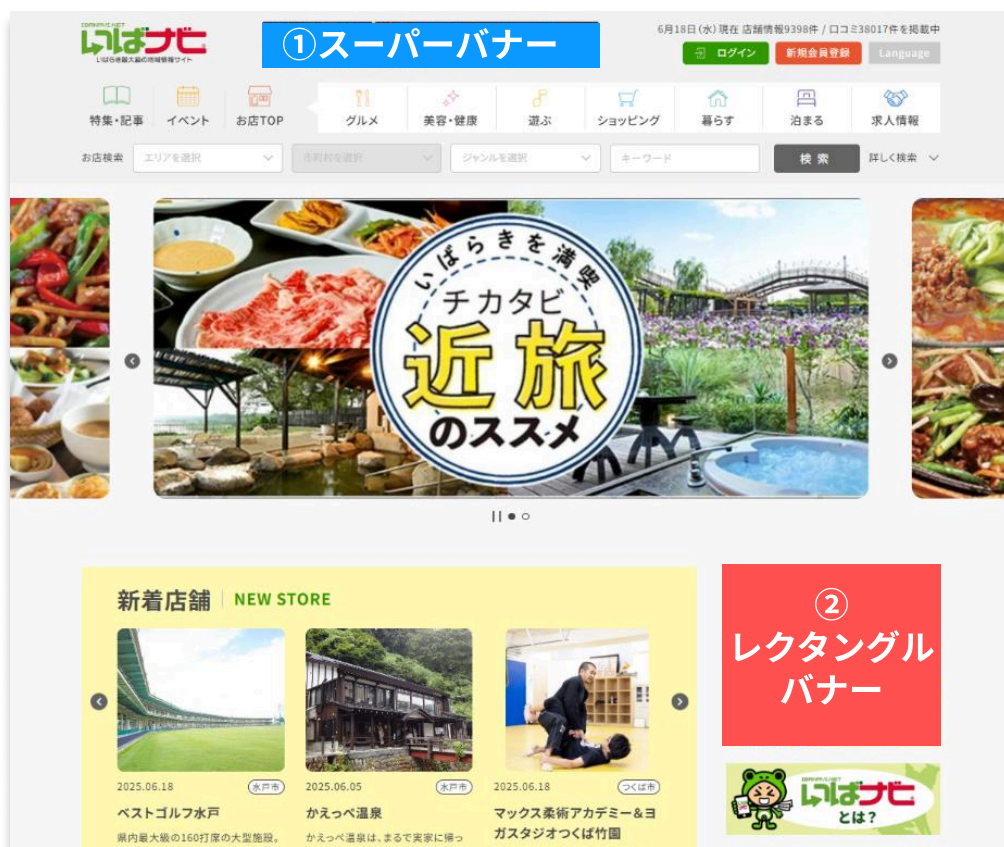 IBARAKI NAVI.NET
いばナビ
いばらき最大級の地域情報サイト
①スーパーバナー
6月18日(水)現在 店舗情報9398件 / 口コミ38017件を掲載中
ログイン
新規会員登録
Language
特集・記事
イベント
お店TOP
グルメ
美容・健康
遊ぶ
ショッピング
暮らす
泊まる
求人情報
お店検索
エリアを選択
市町村を選択
ジャンルを選択
キーワード
検索
詳しく検索
いばらきを満喫
チカタビ
近旅
のススメ
新着店舗 NEW STORE
2025.06.18
水戸市
ベストゴルフ水戸
県内最大級の160打席の大型施設。
2025.06.05
水戸市
かえっぺ温泉
かえっぺ温泉は、まるで実家に帰っ
2025.06.18
つくば市
マックス柔術アカデミー&ヨ
ガスタジオつくば竹園
②
レクタングル
バナー
いばナビ
とは?